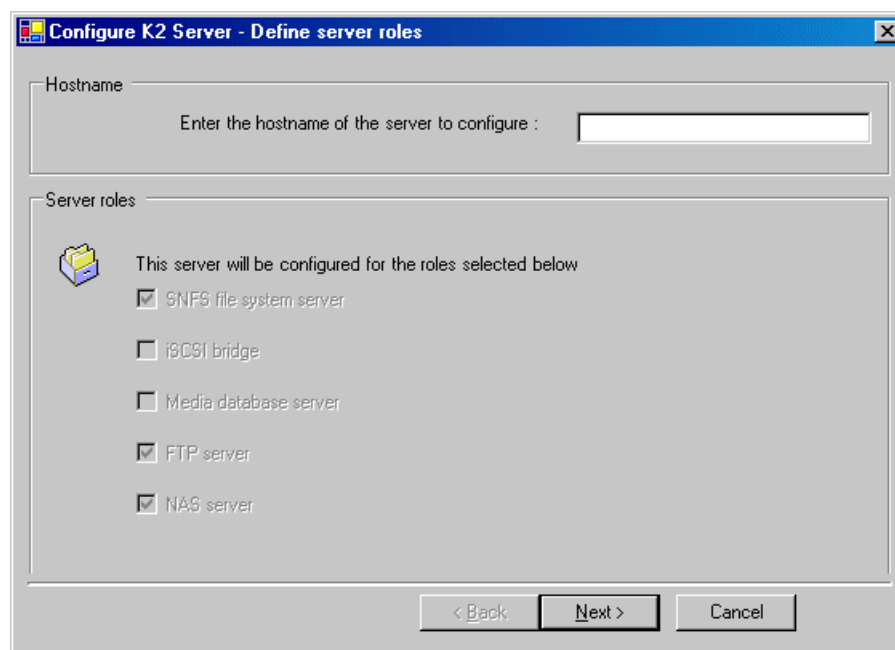 Configure K2 Server - Define server roles
Hostname
Enter the hostname of the server to configure :
Server roles
This server will be configured for the roles selected below
SNFS file system server
iSCSI bridge
Media database server
FTP server
NAS server
< Back
Next >
Cancel